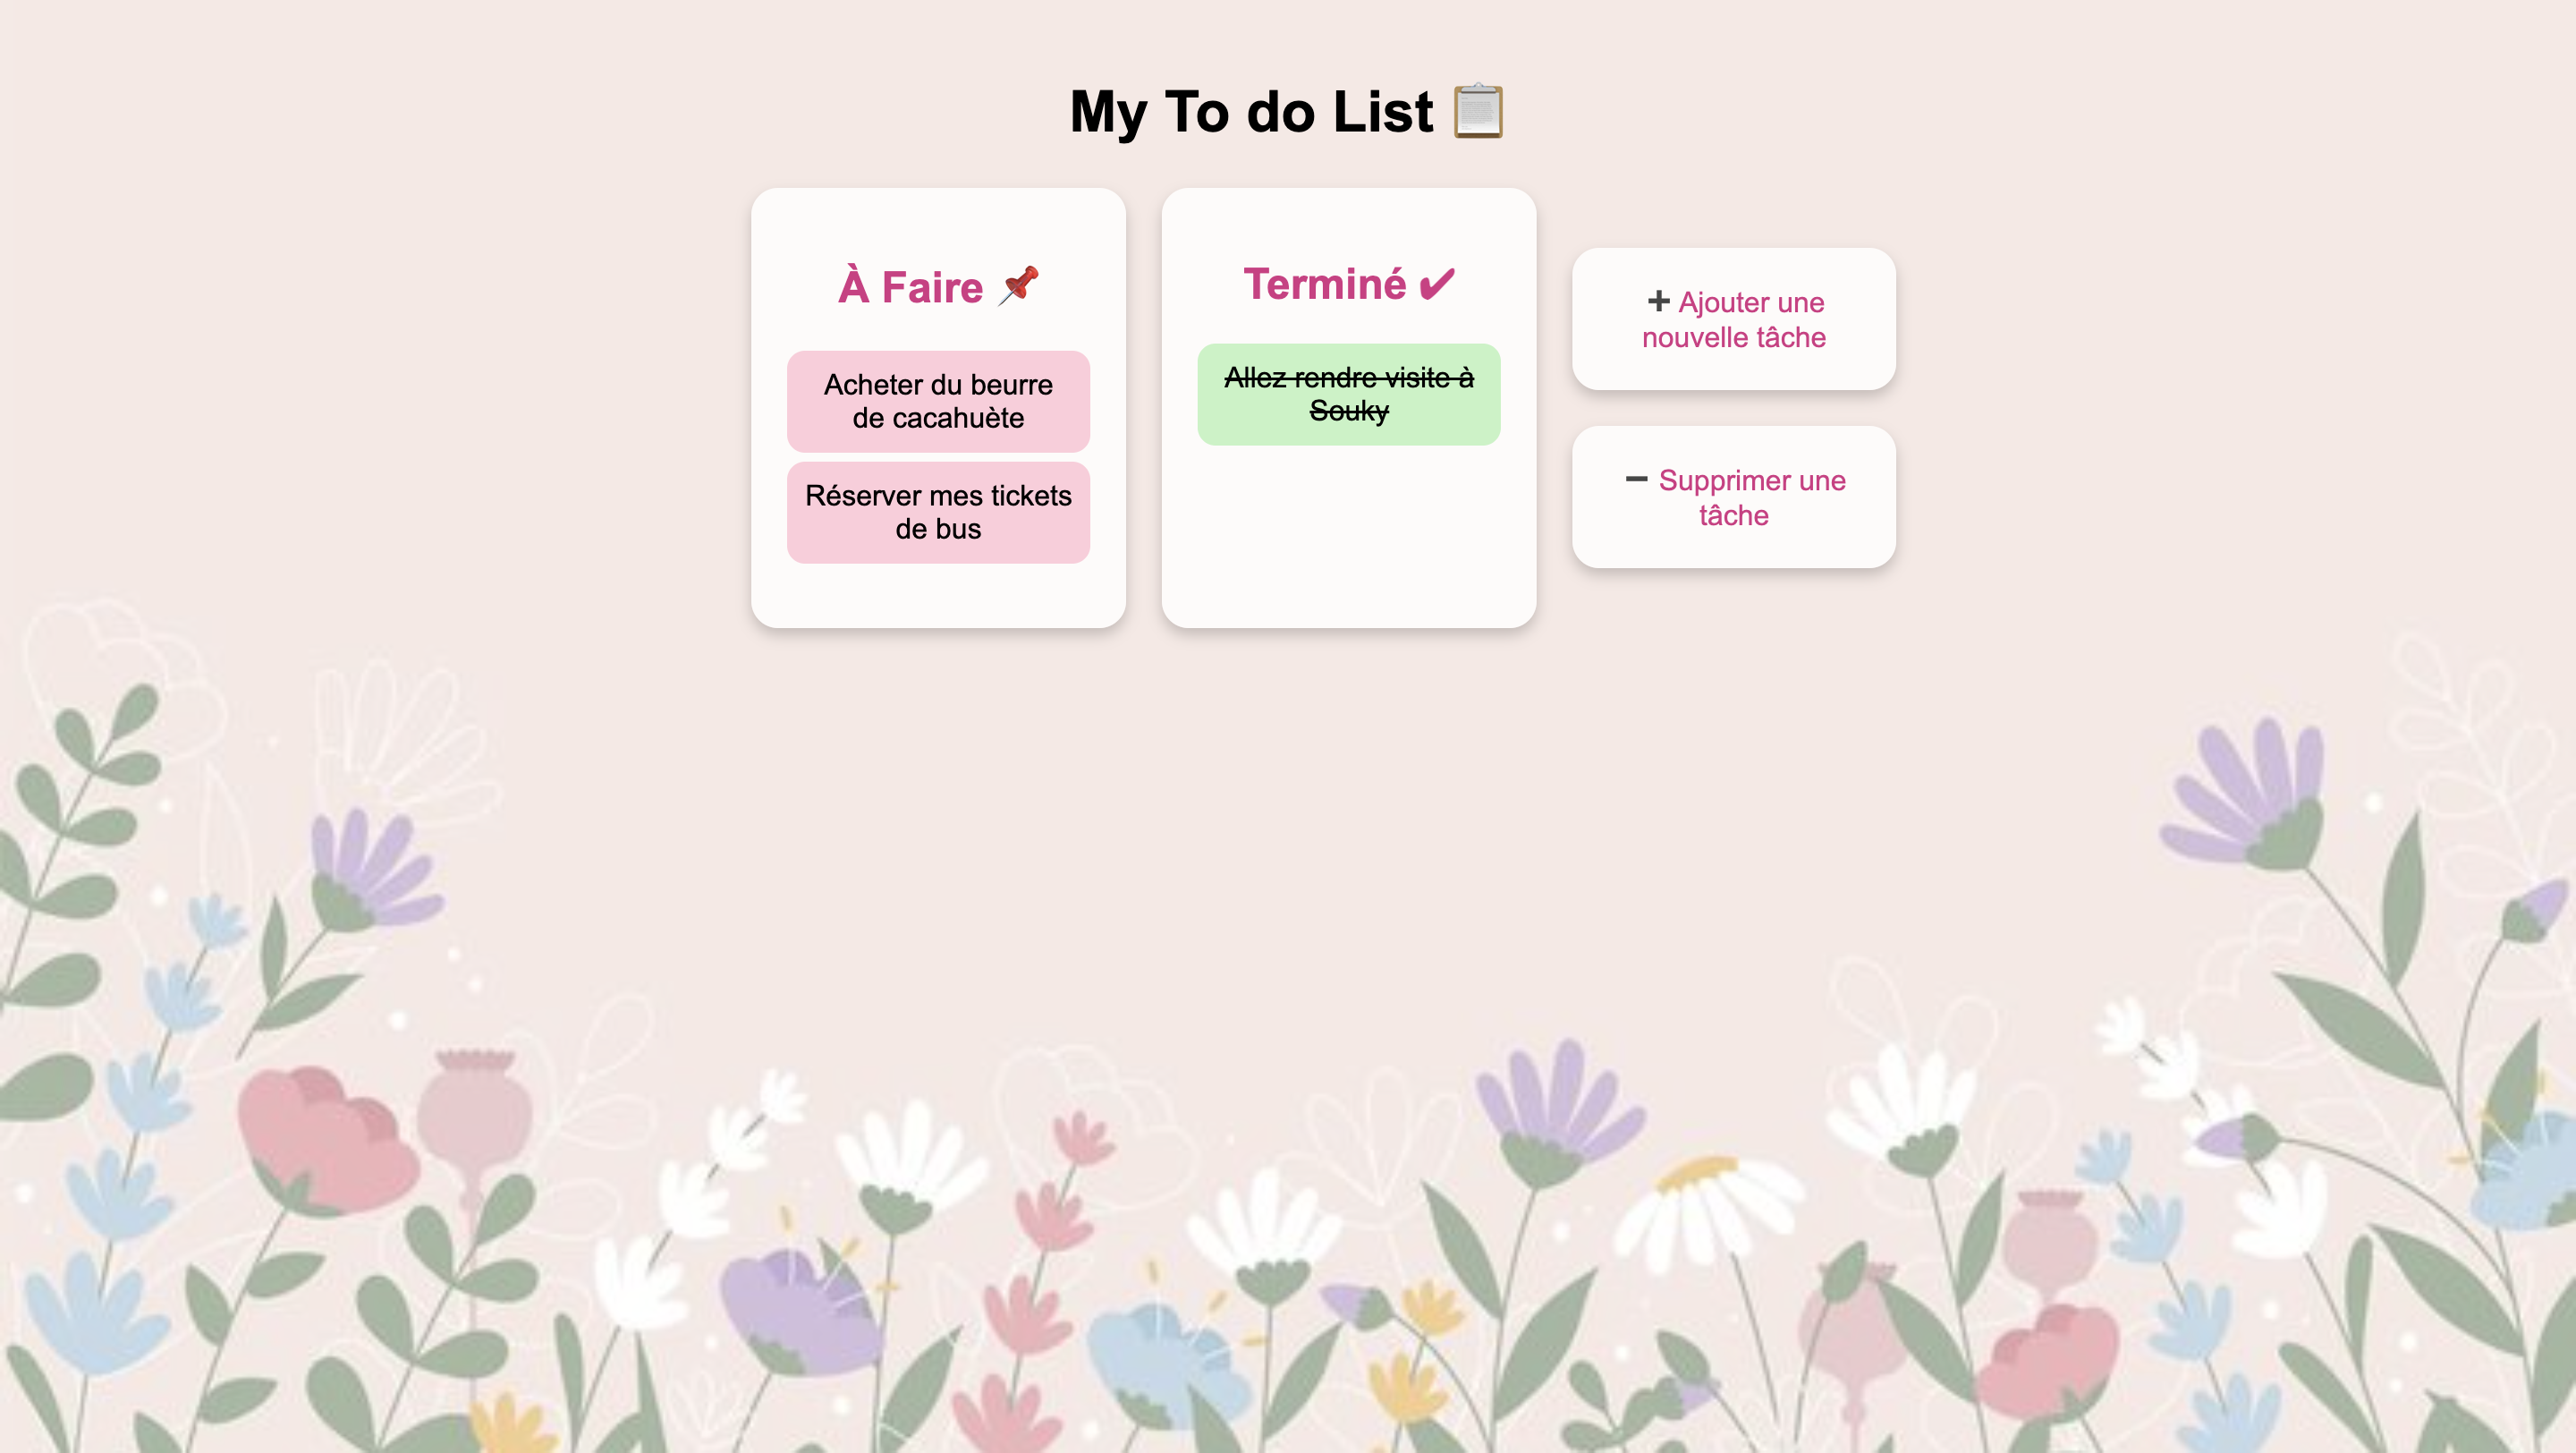 My To do List 📋
À Faire 📌
Acheter du beurre
de cacahuète
Réserver mes tickets
de bus
Terminé ✔
Allez rendre visite à
Souky
➕ Ajouter une
nouvelle tâche
➖ Supprimer une
tâche